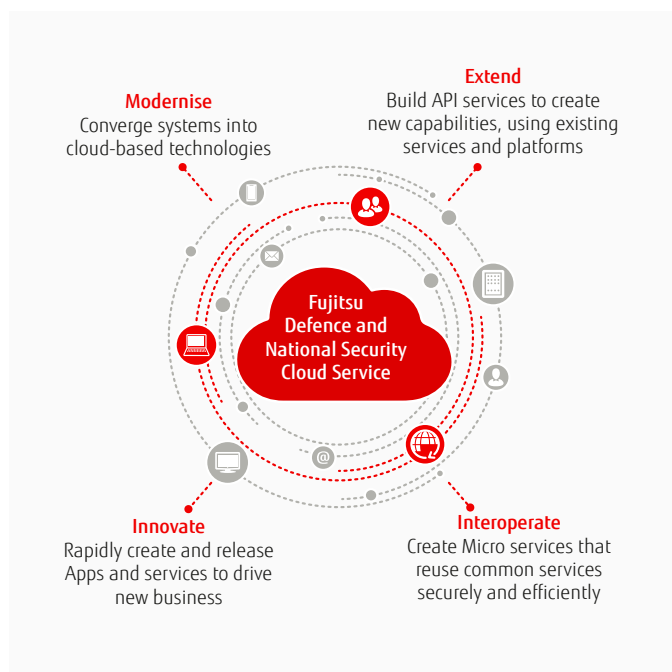 Modernise
Converge systems into
cloud-based technologies
Extend
Build API services to create
new capabilities, using existing
services and platforms
Fujitsu
Defence and
National Security
Cloud Service
@
Innovate
Rapidly create and release
Apps and services to drive
new business
Interoperate
Create Micro services that
reuse common services
securely and efficiently